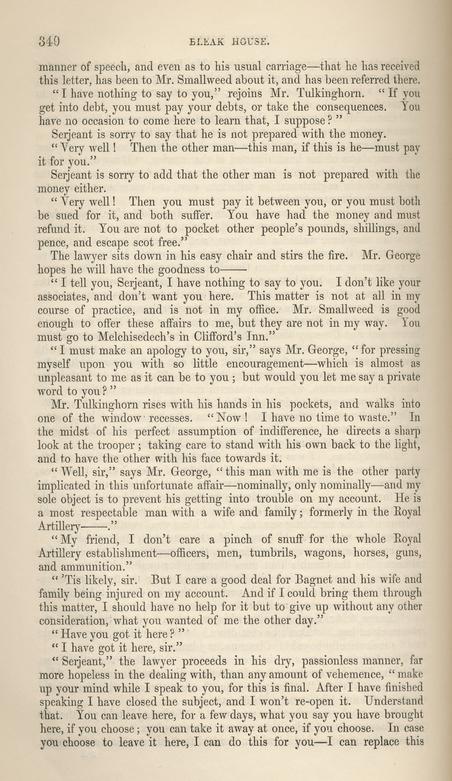 340 BLEAK HOUSE.
manner of speech, and even as to his usual carriage—that he has received
this letter, has been to Mr. Smallweed about it, and has been referred there.
“I have nothing to say to you,” rejoins Mr. Tulkinghorn. “If you
get into debt, you must pay your debts, or take the consequences. You
have no occasion to come here to learn that, I suppose?”
Serjeant is sorry to say that he is not prepared with the money.
“Very well! Then the other man—this man, if this is he—must pay
it for you.”
Serjeant is sorry to add that the other man is not prepared with the
money either.
“Very well! Then you must pay it between you, or you must both
be sued for it, and both suffer. You have had the money and must
refund it. You are not to pocket other people’s pounds, shillings, and
pence, and escape scot free.”
The lawyer sits down in his easy chair and stirs the fire. Mr. George
hopes he will have the goodness to——
“I tell you, Serjeant, I have nothing to say to you. I don’t like your
associates, and don’t want you here. This matter is not at all in my
course of practice, and is not in my office. Mr. Smallweed is good
enough to offer these affairs to me, but they are not in my way. You
must go to Melchisedech’s in Clifford’s Inn.”
“I must make an apology to you, sir,” says Mr. George, “for pressing
myself upon you with so little encouragement—which is almost as
unpleasant to me as it can be to you; but would you let me say a private
word to you?”
Mr. Tulkinghorn rises with his hands in his pockets, and walks into
one of the window recesses. “Now! I have no time to waste.” In
the midst of his perfect assumption of indifference, he directs a sharp
look at the trooper; taking care to stand with his own back to the light,
and to have the other with his face towards it.
“Well, sir,” says Mr. George, “this man with me is the other party
implicated in this unfortunate affair—nominally, only nominally—and my
sole object is to prevent his getting into trouble on my account. He is
a most respectable man with a wife and family; formerly in the Royal
Artillery——.”
“My friend, I don’t care a pinch of snuff for the whole Royal
Artillery establishment—officers, men, tumbrils, wagons, horses, guns,
and ammunition.”
“’Tis likely, sir. But I care a good deal for Bagnet and his wife and
family being injured on my account. And if I could bring them through
this matter, I should have no help for it but to give up without any other
consideration, what you wanted of me the other day.”
“Have you got it here?”
“I have got it here, sir.”
“Serjeant,” the lawyer proceeds in his dry, passionless manner, far
more hopeless in the dealing with, than any amount of vehemence, “make
up your mind while I speak to you, for this is final. After I have finished
speaking I have closed the subject, and I won’t re-open it. Understand
that. You can leave here, for a few days, what you say you have brought
here, if you choose; you can take it away at once, if you choose. In case
you choose to leave it here, I can do this for you—I can replace this